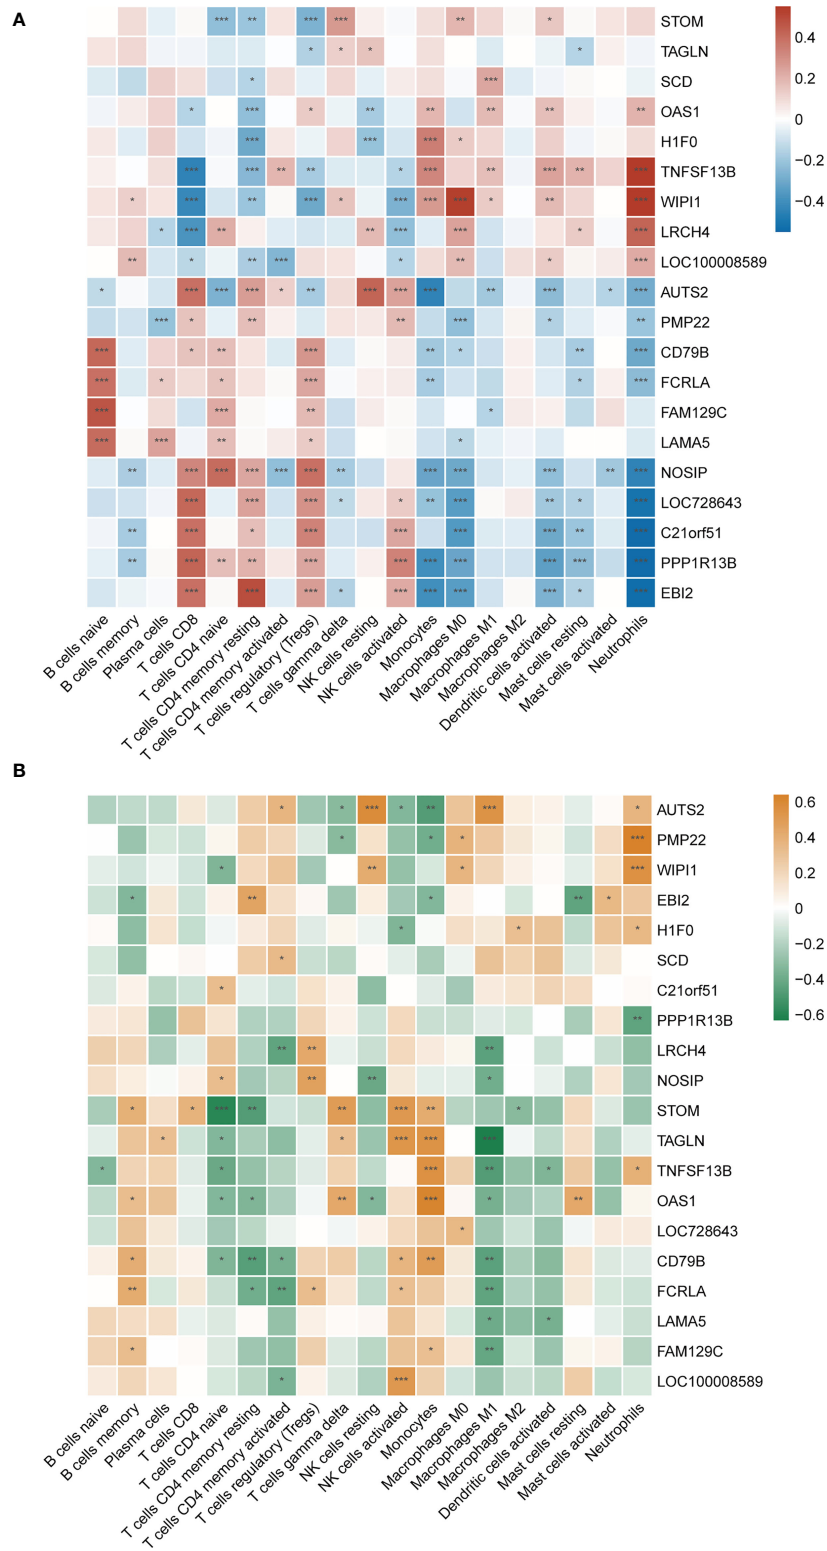 A
STOM
TAGLN
SCD
OAS1
H1F0
TNFSF13B
WIPI1
LRCH4
LOC100008589
AUTS2
PMP22
CD79B
FCRLA
FAM129C
LAMA5
NOSIP
LOC728643
C21orf51
PPP1R13B
EBI2
0.4
0.2
0
−0.2
−0.4
B cells naive
B cells memory
Plasma cells
T cells CD8
T cells CD4 naive
T cells CD4 memory resting
T cells CD4 memory activated
T cells regulatory (Tregs)
T cells gamma delta
NK cells resting
NK cells activated
Monocytes
Macrophages M0
Macrophages M1
Macrophages M2
Dendritic cells activated
Mast cells resting
Mast cells activated
Neutrophils
B
AUTS2
PMP22
WIPI1
EBI2
H1F0
SCD
C21orf51
PPP1R13B
LRCH4
NOSIP
STOM
TAGLN
TNFSF13B
OAS1
LOC728643
CD79B
FCRLA
LAMA5
FAM129C
LOC100008589
0.6
0.4
0.2
0
−0.2
−0.4
−0.6
B cells naive
B cells memory
Plasma cells
T cells CD8
T cells CD4 naive
T cells CD4 memory resting
T cells CD4 memory activated
T cells regulatory (Tregs)
T cells gamma delta
NK cells resting
NK cells activated
Monocytes
Macrophages M0
Macrophages M1
Macrophages M2
Dendritic cells activated
Mast cells resting
Mast cells activated
Neutrophils